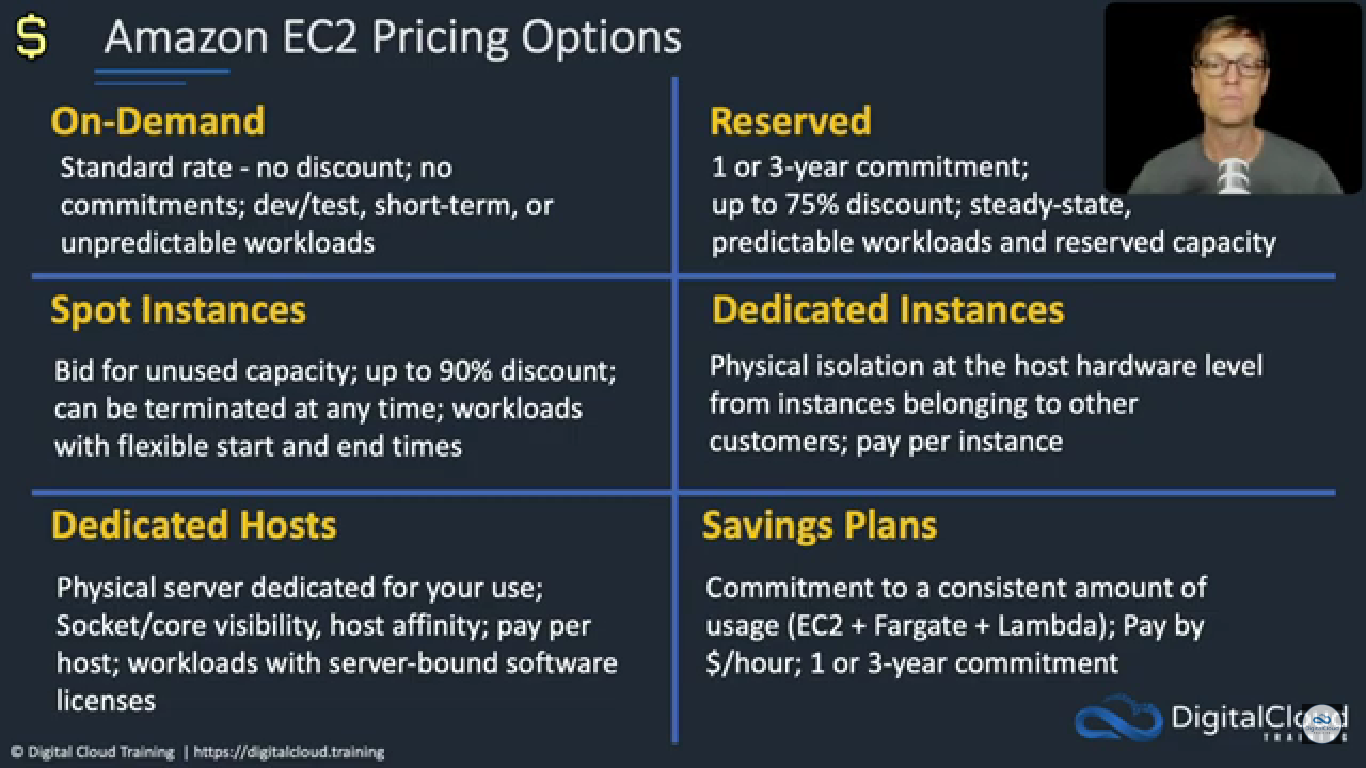 $ Amazon EC2 Pricing Options
On-Demand
Standard rate - no discount; no
commitments; dev/test, short-term, or
unpredictable workloads
Reserved
1 or 3-year commitment;
up to 75% discount; steady-state,
predictable workloads and reserved capacity
Spot Instances
Bid for unused capacity; up to 90% discount;
can be terminated at any time; workloads
with flexible start and end times
Dedicated Instances
Physical isolation at the host hardware level
from instances belonging to other
customers; pay per instance
Dedicated Hosts
Physical server dedicated for your use;
Socket/core visibility, host affinity; pay per
host; workloads with server-bound software
licenses
Savings Plans
Commitment to a consistent amount of
usage (EC2 + Fargate + Lambda); Pay by
$/hour; 1 or 3-year commitment
DigitalCloud
© Digital Cloud Training | https://digitalcloud.training